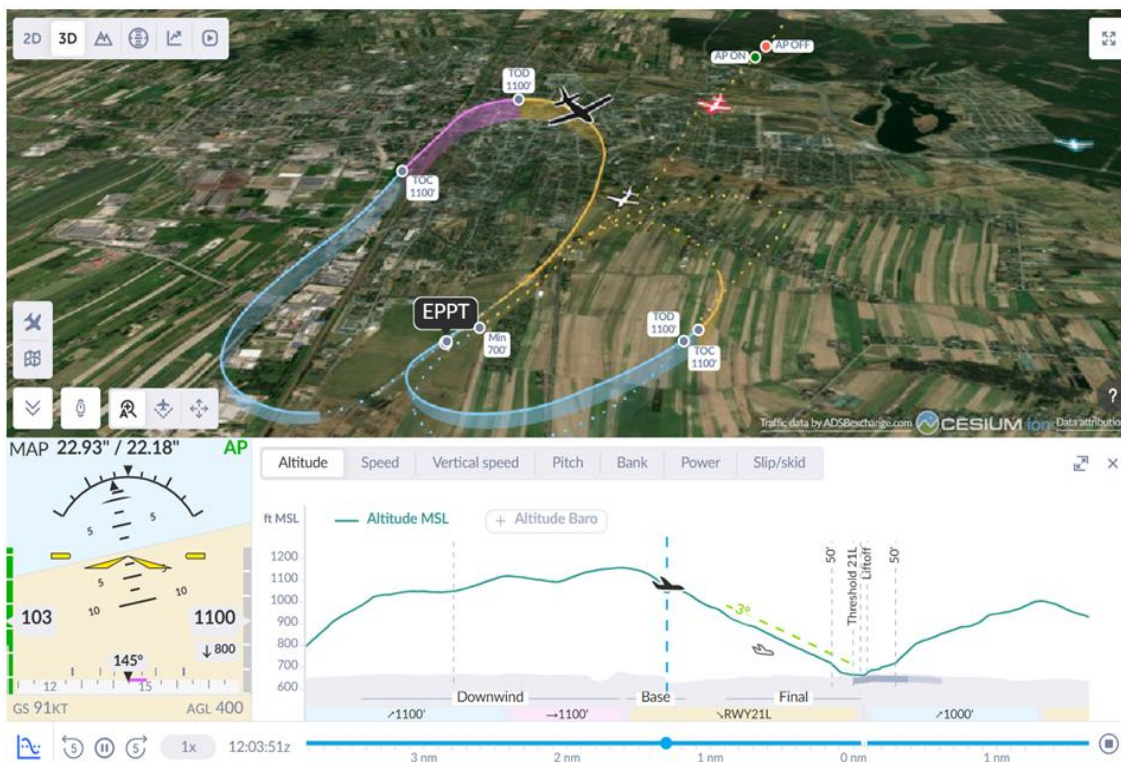 2D 3D
AP ON
AP OFF
TOD
1100'
TOC
1100'
EPPT
Min
700'
TOD
1100'
TOC
1100'
?
Traffic data by ADSBexchange.com CESIUM ion Data attribution
MAP 22.93" / 22.18" AP
5 5
5 5
10 10
103 1100
↓800
145°
12 15
GS 91KT AGL 400
Altitude Speed Vertical speed Pitch Bank Power Slip/skid
ft MSL Altitude MSL + Altitude Baro
1200
1100
1000
900
800
700
600
3°
50'
Threshold 21L
Liftoff
50'
Downwind Base Final
↗1100' →1100' ↘RWY21L ↗1000'
5 5 1x 12:03:51z
3 nm 2 nm 1 nm 0 nm 1 nm